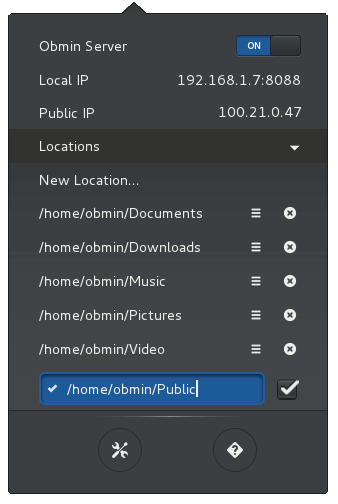 Obmin Server ON
Local IP 192.168.1.7:8088
Public IP 100.21.0.47
Locations
New Location...
/home/obmin/Documents
/home/obmin/Downloads
/home/obmin/Music
/home/obmin/Pictures
/home/obmin/Video
/home/obmin/Public